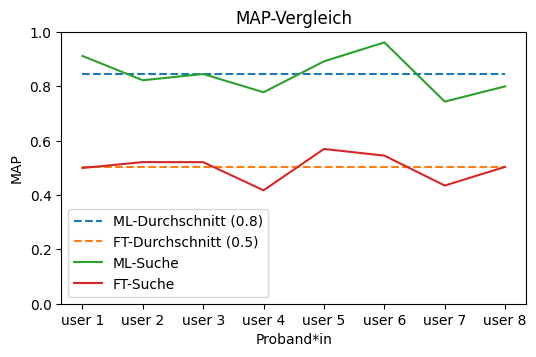 MAP-Vergleich
1.0
0.8
0.6
0.4
0.2
0.0
MAP
ML-Durchschnitt (0.8)
FT-Durchschnitt (0.5)
ML-Suche
FT-Suche
user 1 user 2 user 3 user 4 user 5 user 6 user 7 user 8
Proband*in